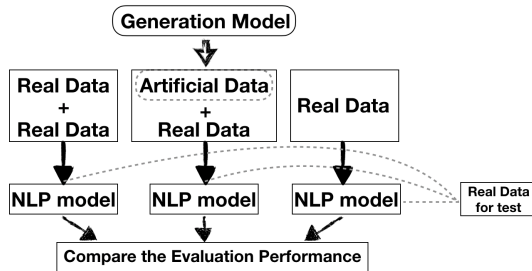 Generation Model
Real Data
+
Real Data
Artificial Data
+
Real Data
Real Data
NLP model
NLP model
NLP model
Real Data
for test
Compare the Evaluation Performance